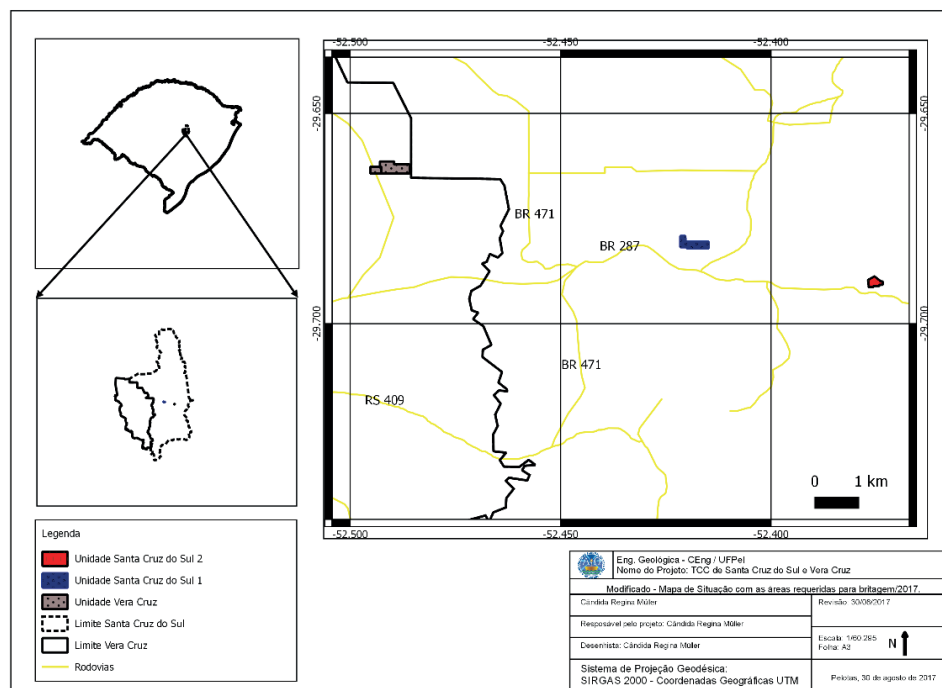 -52.500 -52.450 -52.400
-29.650
-29.650
BR 471
BR 287
-29.700
-29.700
BR 471
RS 409
0 1 km
-52.500 -52.450 -52.400
Legenda
Unidade Santa Cruz do Sul 2
Unidade Santa Cruz do Sul 1
Unidade Vera Cruz
Limite Santa Cruz do Sul
Limite Vera Cruz
Rodovias
Eng. Geológica - CEng / UFPel
Nome do Projeto: TCC de Santa Cruz do Sul e Vera Cruz
Modificado - Mapa de Situação com as áreas requeridas para britagem/2017.
Cândida Regina Müler
Revisão 30/08/2017
Responsável pelo projeto: Cândida Regina Müller
Desenhista: Cândida Regina Müller
Escala: 1/60 295
Folha: A3
N
Sistema de Projeção Geodésica:
SIRGAS 2000 - Coordenadas Geográficas UTM
Pelotas, 30 de agosto de 2017